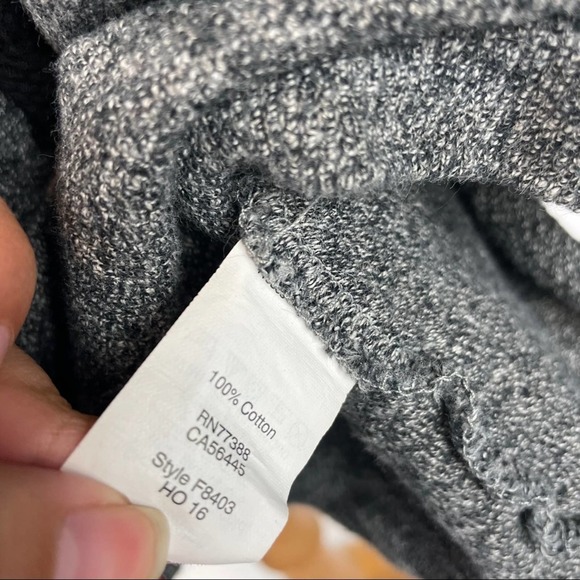 100% Cotton
RN77388
CA56445
Style F8403
HO 16